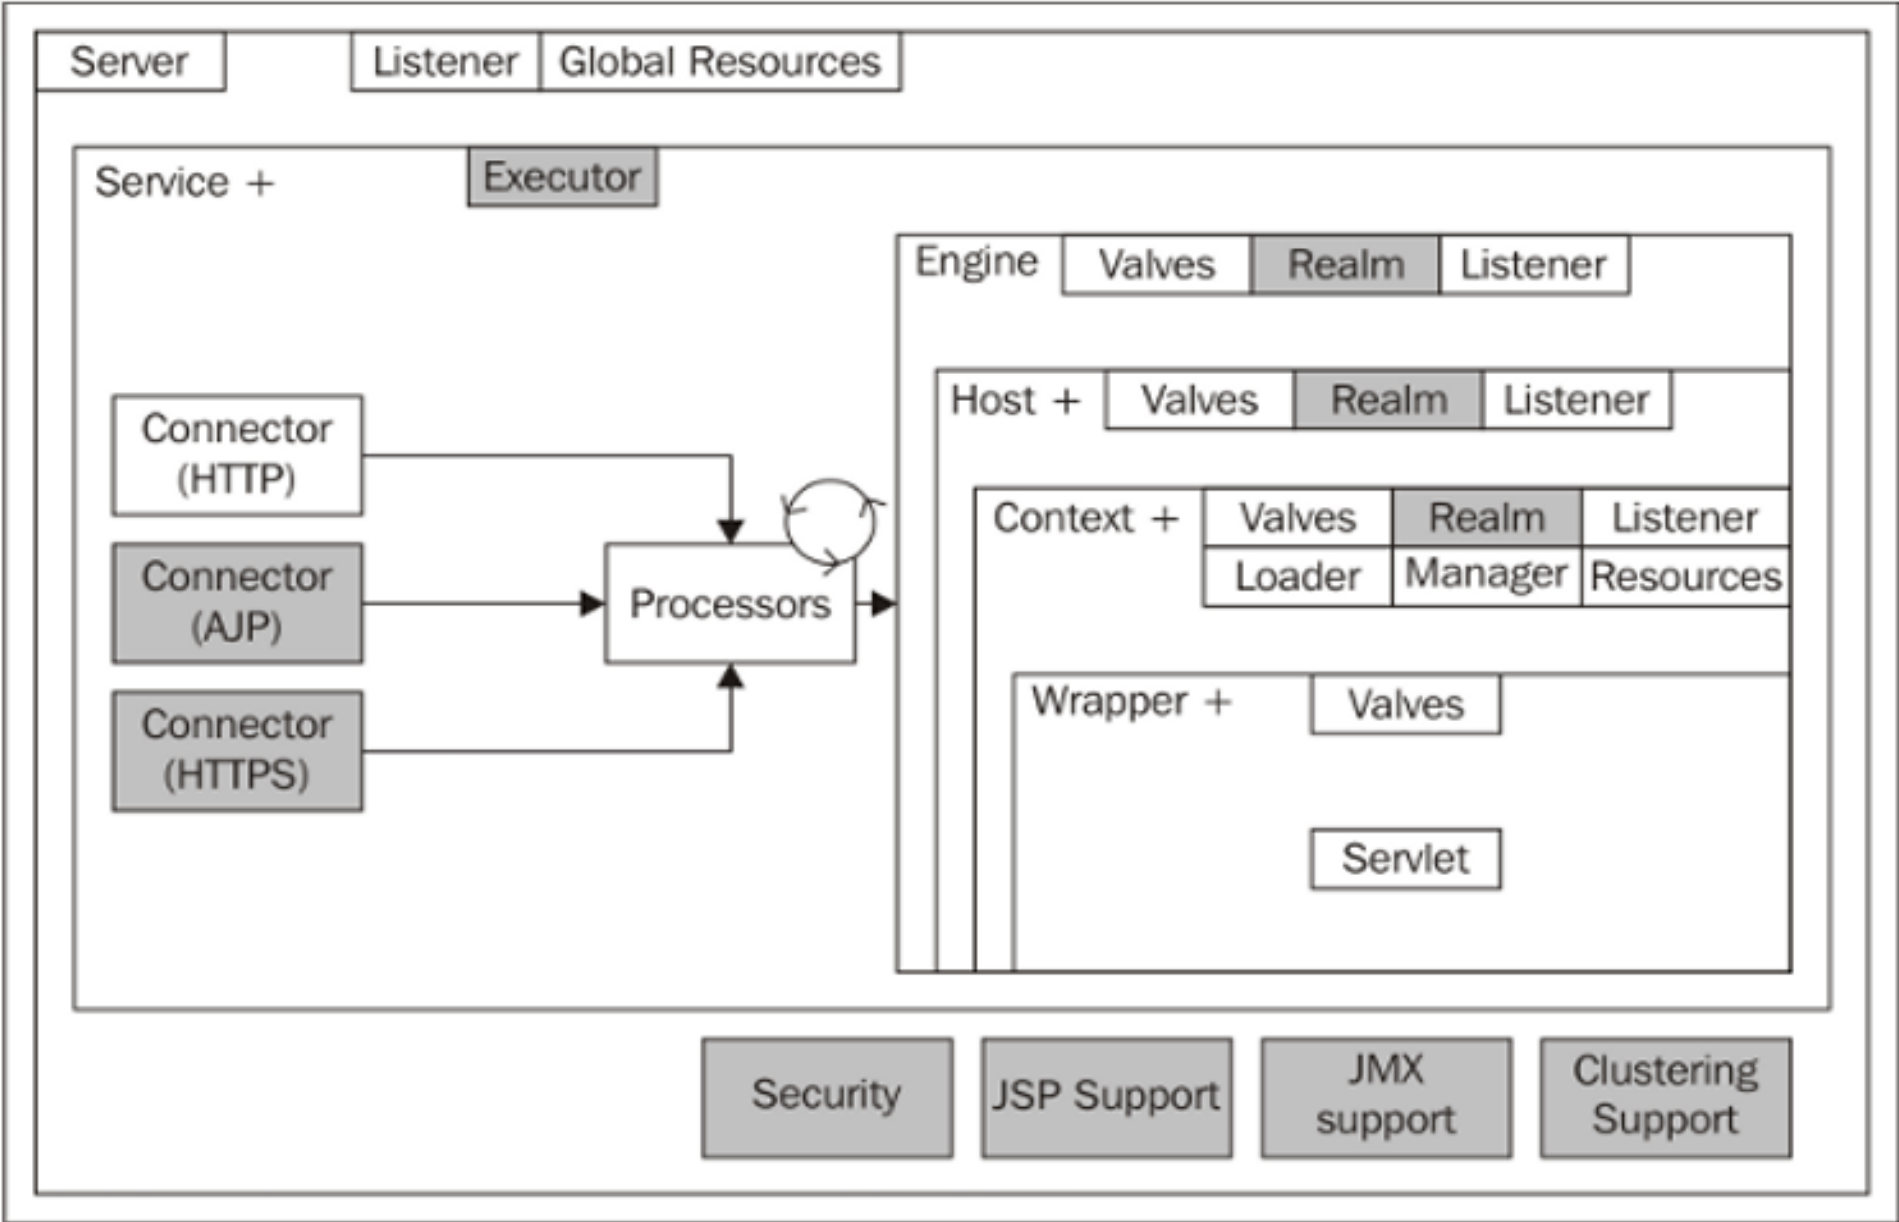 Server
Listener
Global Resources
Service +
Executor
Engine
Valves
Realm
Listener
Host +
Valves
Realm
Listener
Context +
Valves
Realm
Listener
Loader
Manager
Resources
Connector
(HTTP)
Connector
(AJP)
Connector
(HTTPS)
Processors
Wrapper +
Valves
Servlet
Security
JSP Support
JMX
support
Clustering
Support